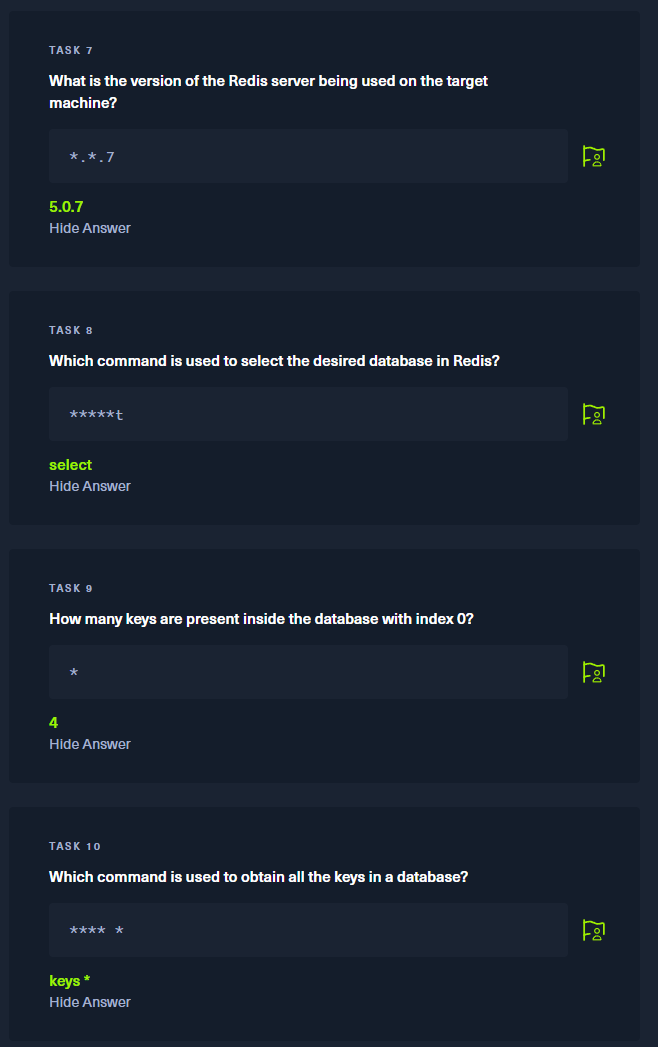 TASK 7
What is the version of the Redis server being used on the target
machine?
*.*.7
5.0.7
Hide Answer
TASK 8
Which command is used to select the desired database in Redis?
*****t
select
Hide Answer
TASK 9
How many keys are present inside the database with index 0?
*
4
Hide Answer
TASK 10
Which command is used to obtain all the keys in a database?
**** *
keys *
Hide Answer